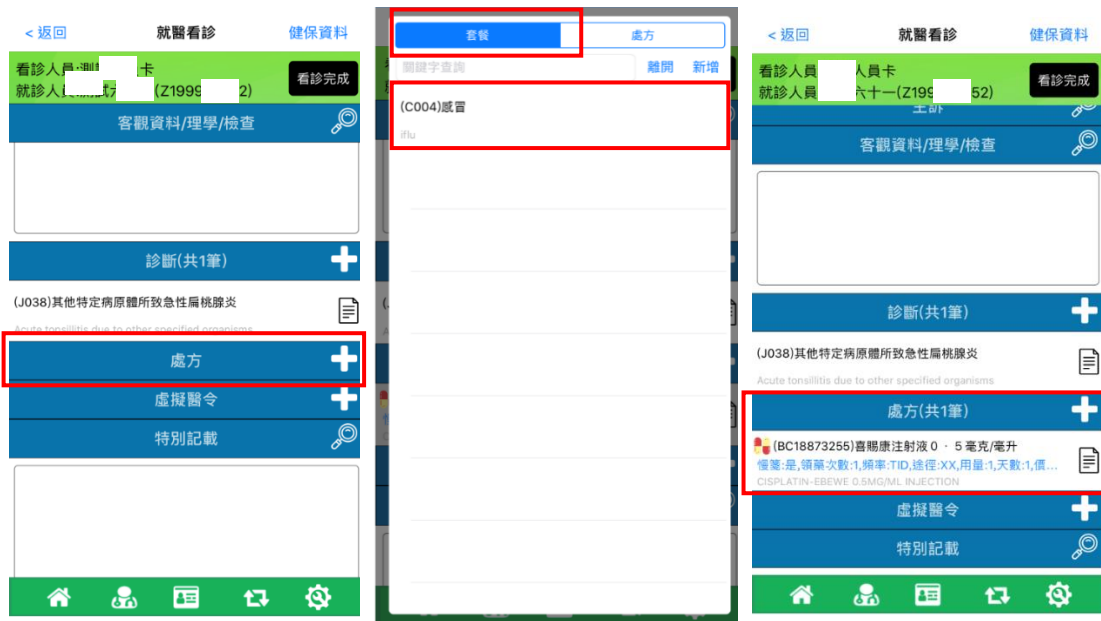 < 返回 就醫看診 健保資料
看診人員:測 卡
就診人員 (Z1999 2)
看診完成
客觀資料/理學/檢查
診斷(共1筆)
(J038)其他特定病原體所致急性扁桃腺炎
Acute tonsillitis due to other specified organisms
處方
虛擬醫令
特別記載
套餐 處方
關鍵字查詢 離開 新增
(C004)感冒
iflu
< 返回 就醫看診 健保資料
看診人員 人員卡
就診人員 六十一(Z199 52)
看診完成
主訴
客觀資料/理學/檢查
診斷(共1筆)
(J038)其他特定病原體所致急性扁桃腺炎
Acute tonsillitis due to other specified organisms
處方(共1筆)
(BC18873255)喜賜康注射液0．5毫克/毫升
慢箋:是,領藥次數:1,頻率:TID,途徑:XX,用量:1,天數:1,價...
CISPLATIN-EBEWE 0.5MG/ML INJECTION
虛擬醫令
特別記載